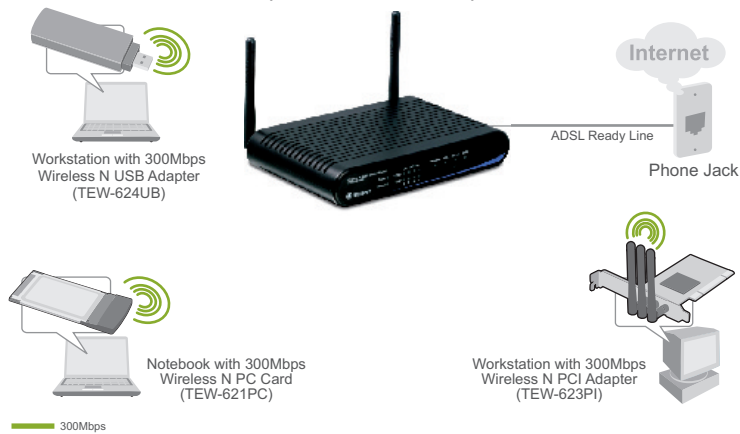 Internet
ADSL Ready Line
Phone Jack
Workstation with 300Mbps
Wireless N USB Adapter
(TEW-624UB)
Notebook with 300Mbps
Wireless N PC Card
(TEW-621PC)
Workstation with 300Mbps
Wireless N PCI Adapter
(TEW-623PI)
300Mbps